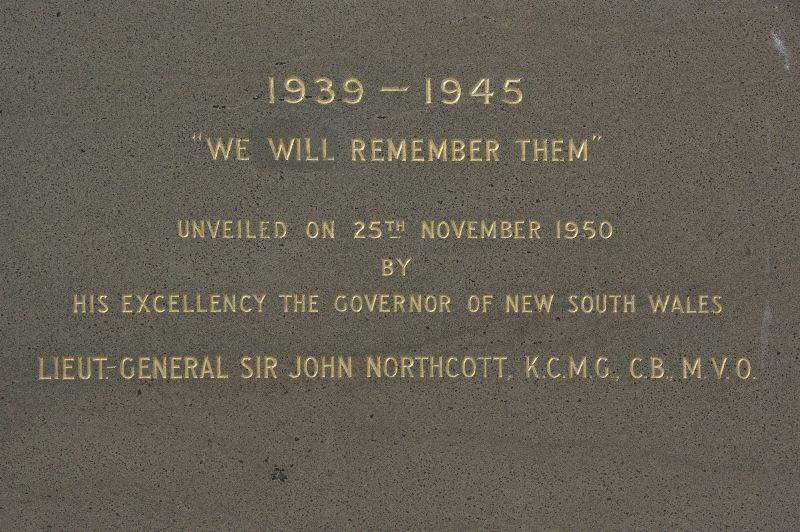 1939 – 1945
"WE WILL REMEMBER THEM"
UNVEILED ON 25TH NOVEMBER 1950
BY
HIS EXCELLENCY THE GOVERNOR OF NEW SOUTH WALES
LIEUT.-GENERAL SIR JOHN NORTHCOTT, K.C.M.G., C.B., M.V.O.